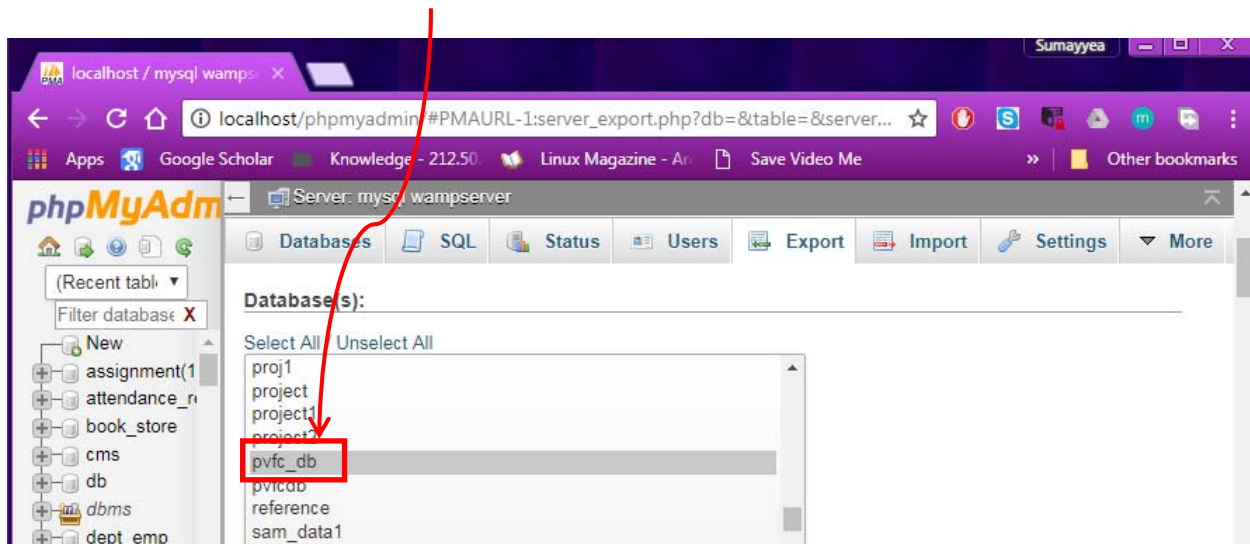 Sumayyea
localhost / mysql wamps
localhost/phpmyadmin/#PMAURL-1:server_export.php?db=&table=&server...
Apps Google Scholar Knowledge - 212.50. Linux Magazine - Ar Save Video Me » Other bookmarks
phpMyAdm
Server: mysql wampserver
Databases SQL Status Users Export Import Settings More
(Recent tabl
Filter database X
New
assignment(1
attendance_r
book_store
cms
db
dbms
dept_emp
Database(s):
Select All / Unselect All
proj1
project
project1
project2
pvfc_db
pvfcdb
reference
sam_data1